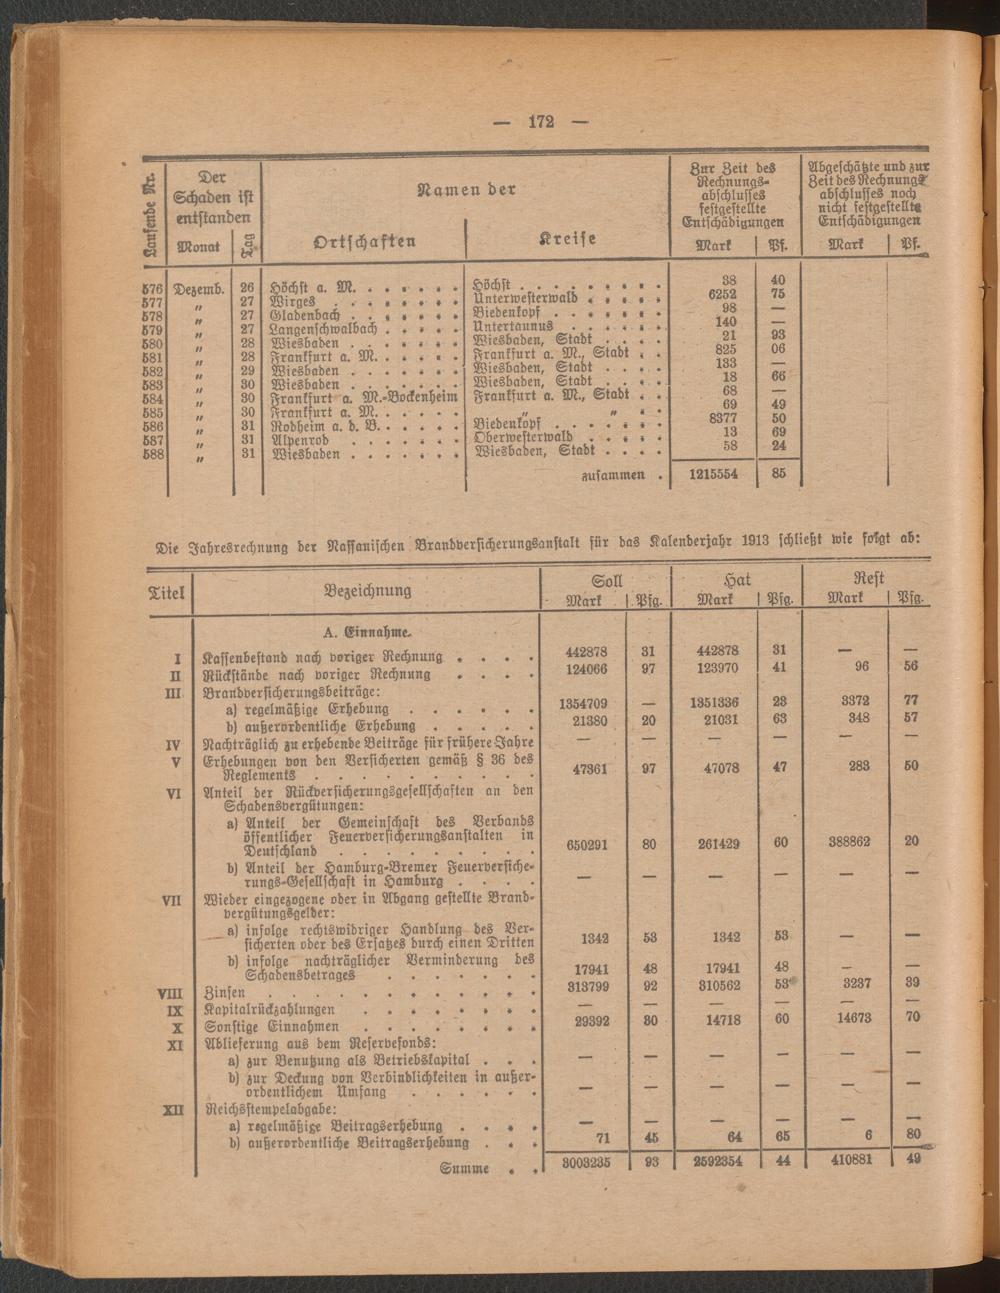 — 172 —
Laufende Nr.
Der Schaden ist entstanden
Namen der
Zur Zeit des Rechnungsabschlusses festgestellte Entschädigungen
Abgeschätzte und zur Zeit des Rechnungsabschlusses noch nicht festgestellte Entschädigungen
Monat Tag Ortschaften Kreise Mark Pf. Mark Pf.
576 Dezemb. 26 Höchst a. M. . . . . . . Höchst . . . . . . . . . 38 40
577 „ 27 Wirges . . . . . . . . Unterwesterwald . . . . . 6252 75
578 „ 27 Gladenbach . . . . . . . Biedenkopf . . . . . . . 98 —
579 „ 27 Langenschwalbach . . . . . Untertaunus . . . . . . 140 —
580 „ 28 Wiesbaden . . . . . . . Wiesbaden, Stadt . . . . 21 93
581 „ 28 Frankfurt a. M. . . . . . Frankfurt a. M., Stadt . . 825 06
582 „ 29 Wiesbaden . . . . . . . Wiesbaden, Stadt . . . . 133 —
583 „ 30 Wiesbaden . . . . . . . Wiesbaden, Stadt . . . . 18 66
584 „ 30 Frankfurt a. M.-Bockenheim Frankfurt a. M., Stadt . . 68 —
585 „ 30 Frankfurt a. M. . . . . . „ „ . . 69 49
586 „ 31 Rodheim a. d. B. . . . . . Biedenkopf . . . . . . . 8377 50
587 „ 31 Alpenrod . . . . . . . Oberwesterwald . . . . . 13 69
588 „ 31 Wiesbaden . . . . . . . Wiesbaden, Stadt . . . . 58 24
zusammen . 1215554 85
Die Jahresrechnung der Nassauischen Brandversicherungsanstalt für das Kalenderjahr 1913 schließt wie folgt ab:
Titel Bezeichnung Soll Hat Rest
Mark Pfg. Mark Pfg. Mark Pfg.
A. Einnahme.
I Kassenbestand nach voriger Rechnung . . . . 442878 31 442878 31 — —
II Rückstände nach voriger Rechnung . . . . 124066 97 123970 41 96 56
III Brandversicherungsbeiträge:
a) regelmäßige Erhebung . . . . . . 1354709 — 1351336 23 3372 77
b) außerordentliche Erhebung . . . . . 21380 20 21031 63 348 57
IV Nachträglich zu erhebende Beiträge für frühere Jahre — — — — — —
V Erhebungen von den Versicherten gemäß § 36 des
Reglements . . . . . . . . . . 47361 97 47078 47 283 50
VI Anteil der Rückversicherungsgesellschaften an den
Schadensvergütungen:
a) Anteil der Gemeinschaft des Verbands
öffentlicher Feuerversicherungsanstalten in
Deutschland . . . . . . . . . 650291 80 261429 60 388862 20
b) Anteil der Hamburg-Bremer Feuerversiche-
rungs-Gesellschaft in Hamburg . . . . — — — — — —
VII Wieder eingezogene oder in Abgang gestellte Brand-
vergütungsgelder:
a) infolge rechtswidriger Handlung des Ver-
sicherten oder des Ersatzes durch einen Dritten 1342 53 1342 53 — —
b) infolge nachträglicher Verminderung des
Schadensbetrages . . . . . . . 17941 48 17941 48 — —
VIII Zinsen . . . . . . . . . . . . 313799 92 310562 53 3237 39
IX Kapitalrückzahlungen . . . . . . . . — — — — — —
X Sonstige Einnahmen . . . . . . . . 29392 30 14718 60 14673 70
XI Ablieferung aus dem Reservefonds:
a) zur Benutzung als Betriebskapital . . . — — — — — —
b) zur Deckung von Verbindlichkeiten in außer-
ordentlichem Umfang . . . . . . — — — — — —
XII Reichsstempelabgabe:
a) regelmäßige Beitragserhebung . . . . — — — — — —
b) außerordentliche Beitragserhebung . . . 71 45 64 65 6 80
Summe . . 3003235 93 2592354 44 410881 49